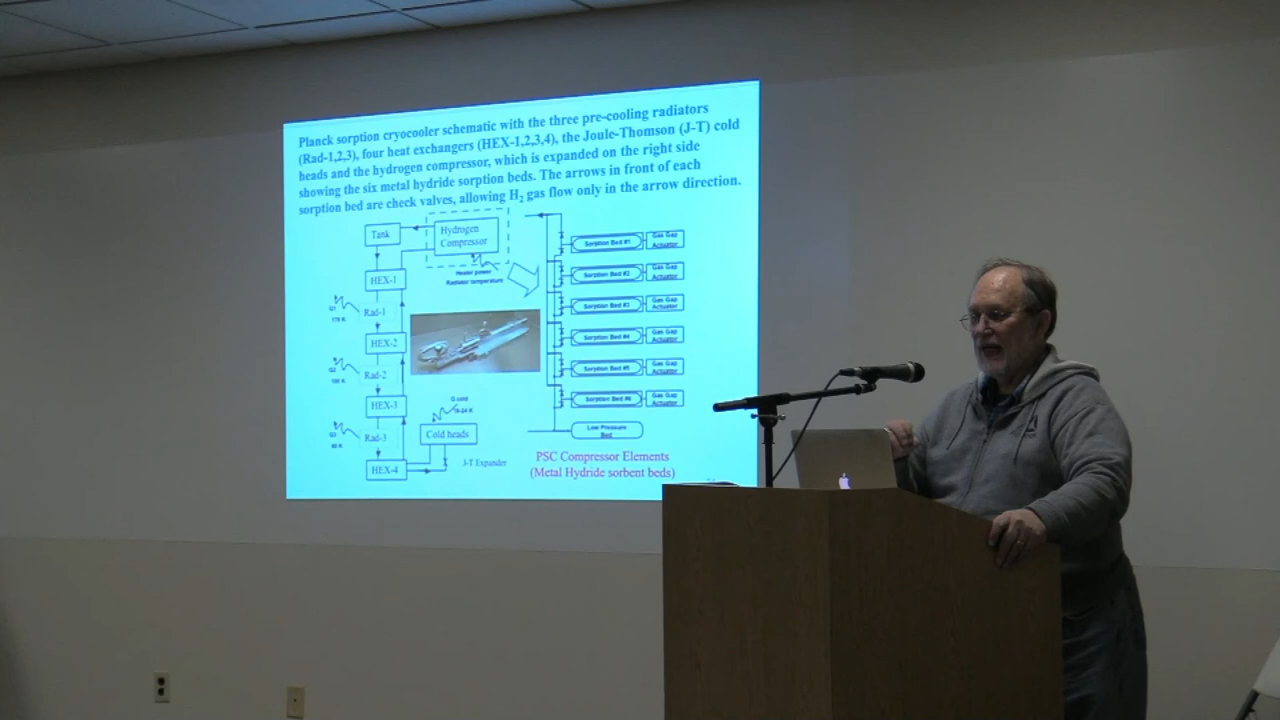 Planck sorption cryocooler schematic with the three pre-cooling radiators
(Rad-1,2,3), four heat exchangers (HEX-1,2,3,4), the Joule-Thomson (J-T) cold
heads and the hydrogen compressor, which is expanded on the right side
showing the six metal hydride sorption beds. The arrows in front of each
sorption bed are check valves, allowing H₂ gas flow only in the arrow direction.
Tank
Hydrogen
Compressor
Heater power
Radiator temperature
HEX-1
Rad-1
HEX-2
Rad-2
HEX-3
Rad-3
HEX-4
Cold heads
J-T Expander
Sorption Bed #1
Gas Gap
Actuator
Sorption Bed #2
Gas Gap
Actuator
Sorption Bed #3
Gas Gap
Actuator
Sorption Bed #4
Gas Gap
Actuator
Sorption Bed #5
Gas Gap
Actuator
Sorption Bed #6
Gas Gap
Actuator
Low Pressure
Bed
PSC Compressor Elements
(Metal Hydride sorbent beds)